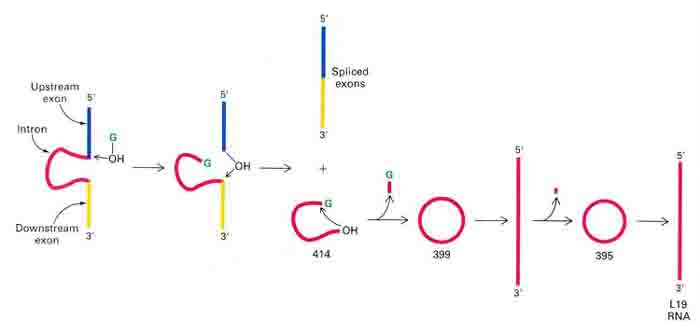 Upstream
exon
5'
Intron
G
OH
Downstream
exon
3'
5'
G
OH
3'
5'
Spliced
exons
3'
+
G
OH
414
G
399
5'
3'
395
5'
3'
L19
RNA